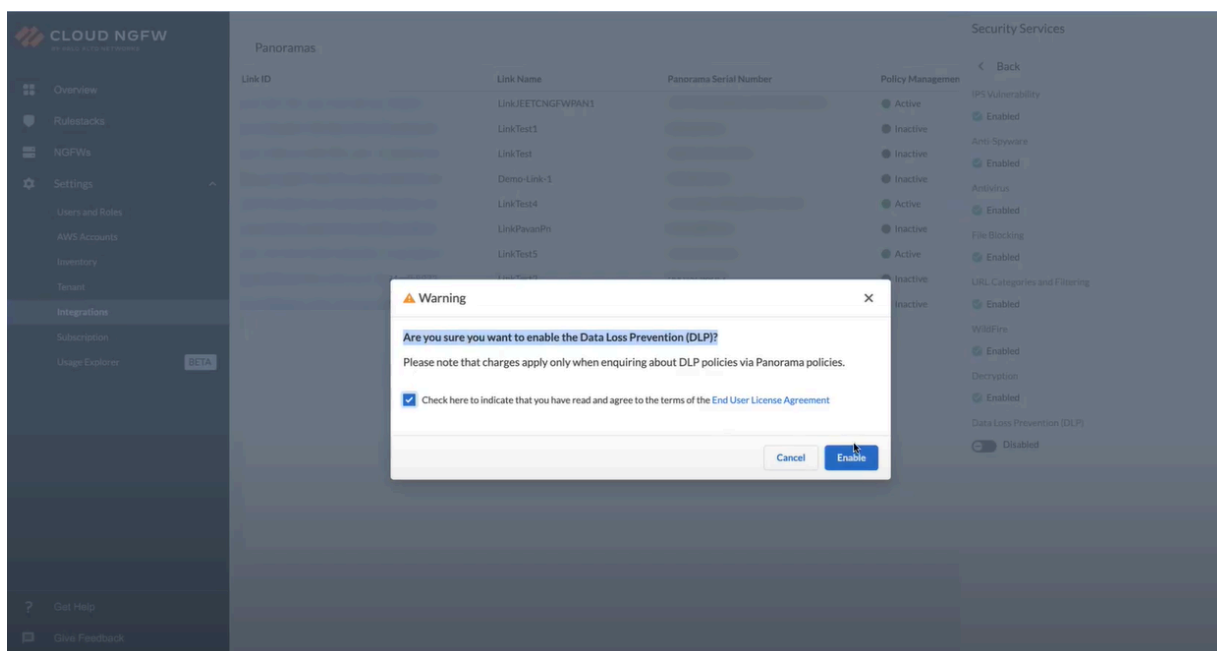 CLOUD NGFW
BY PALO ALTO NETWORKS
Overview
Rulestacks
NGFWs
Settings
Users and Roles
AWS Accounts
Inventory
Tenant
Integrations
Subscription
Usage Explorer BETA
Get Help
Give Feedback
Panoramas
Link ID Link Name Panorama Serial Number Policy Managemen
LinkJEETCNGFWPAN1 Active
LinkTest1 Inactive
LinkTest Inactive
Demo-Link-1 Inactive
LinkTest4 Active
LinkPavanPn Inactive
LinkTest5 Active
Inactive
Inactive
Warning
Are you sure you want to enable the Data Loss Prevention (DLP)?
Please note that charges apply only when enquiring about DLP policies via Panorama policies.
Check here to indicate that you have read and agree to the terms of the End User License Agreement
Cancel Enable
Security Services
Back
IPS Vulnerability
Enabled
Anti-Spyware
Enabled
Antivirus
Enabled
File Blocking
Enabled
URL Categories and Filtering
Enabled
WildFire
Enabled
Decryption
Enabled
Data Loss Prevention (DLP)
Disabled